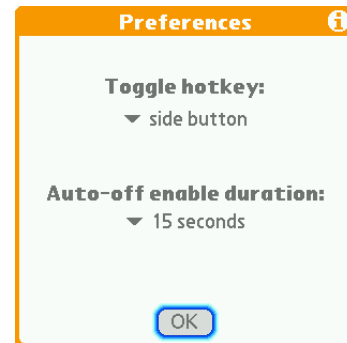 Preferences
Toggle hotkey:
side button
Auto-off enable duration:
15 seconds
OK